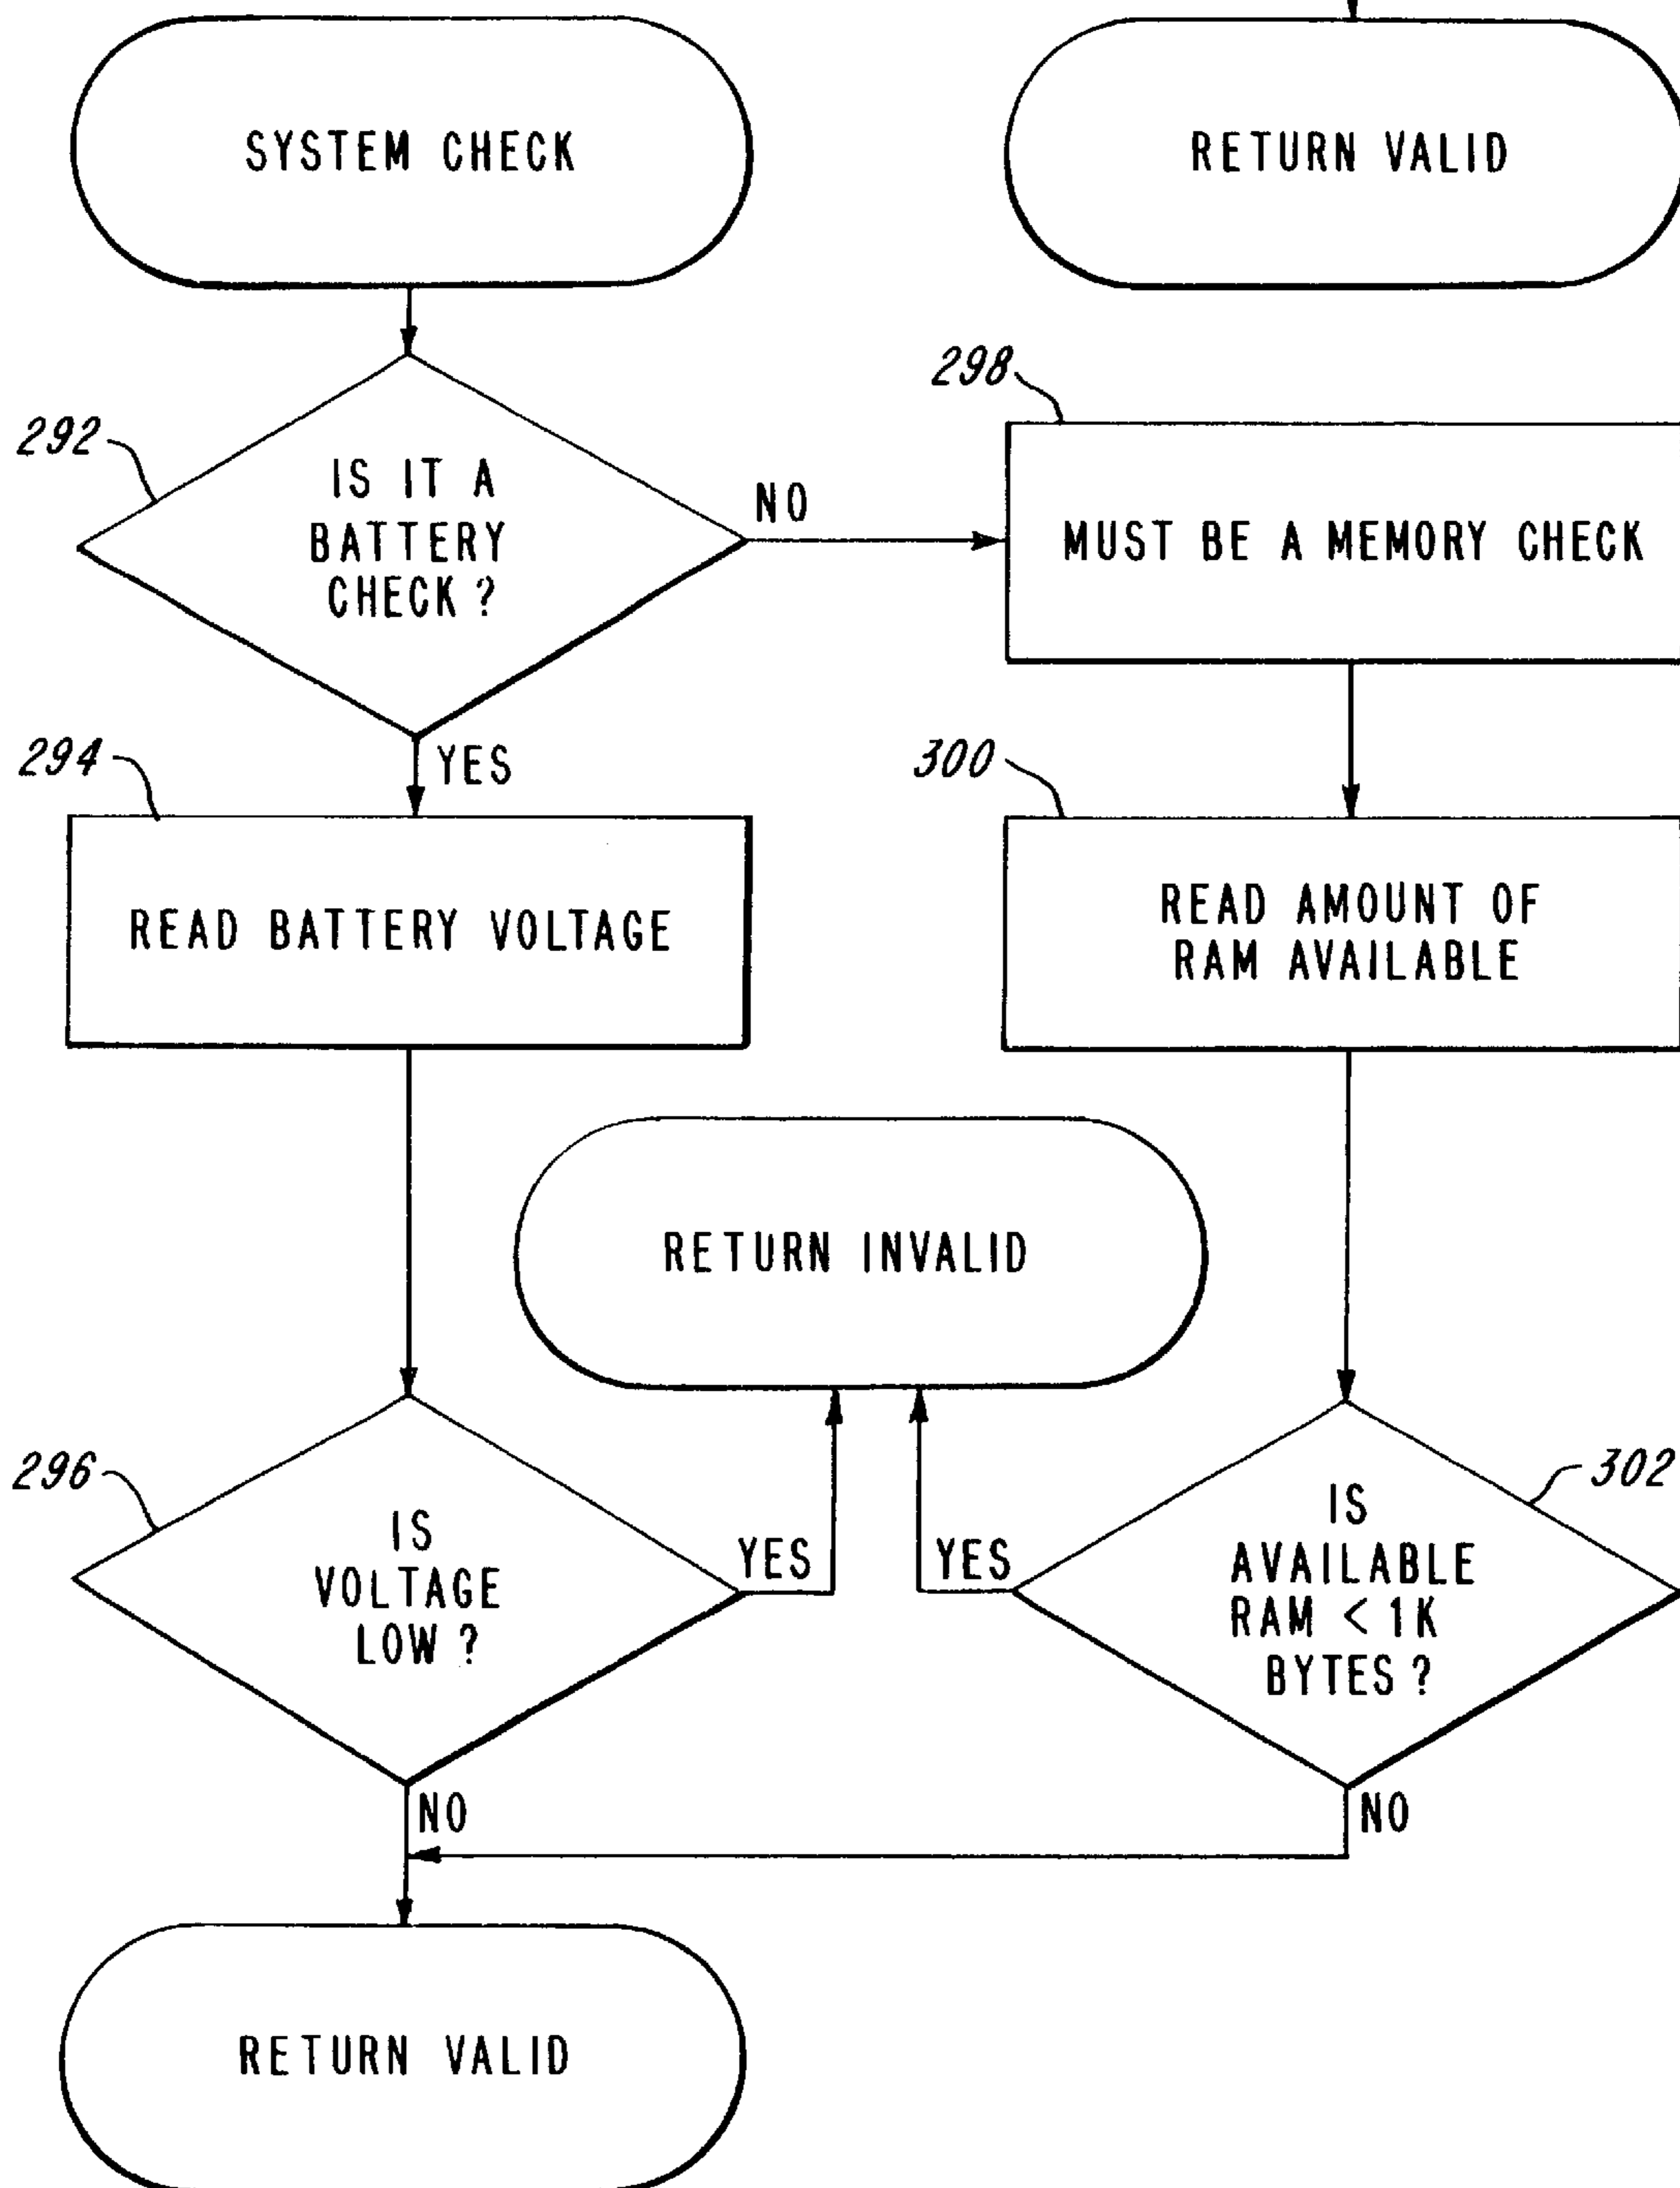 SYSTEM CHECK
RETURN VALID
292
IS IT A
BATTERY
CHECK ?
NO
298
MUST BE A MEMORY CHECK
YES
294
READ BATTERY VOLTAGE
300
READ AMOUNT OF
RAM AVAILABLE
RETURN INVALID
296
IS
VOLTAGE
LOW ?
YES
NO
YES
302
IS
AVAILABLE
RAM < 1K
BYTES ?
NO
RETURN VALID